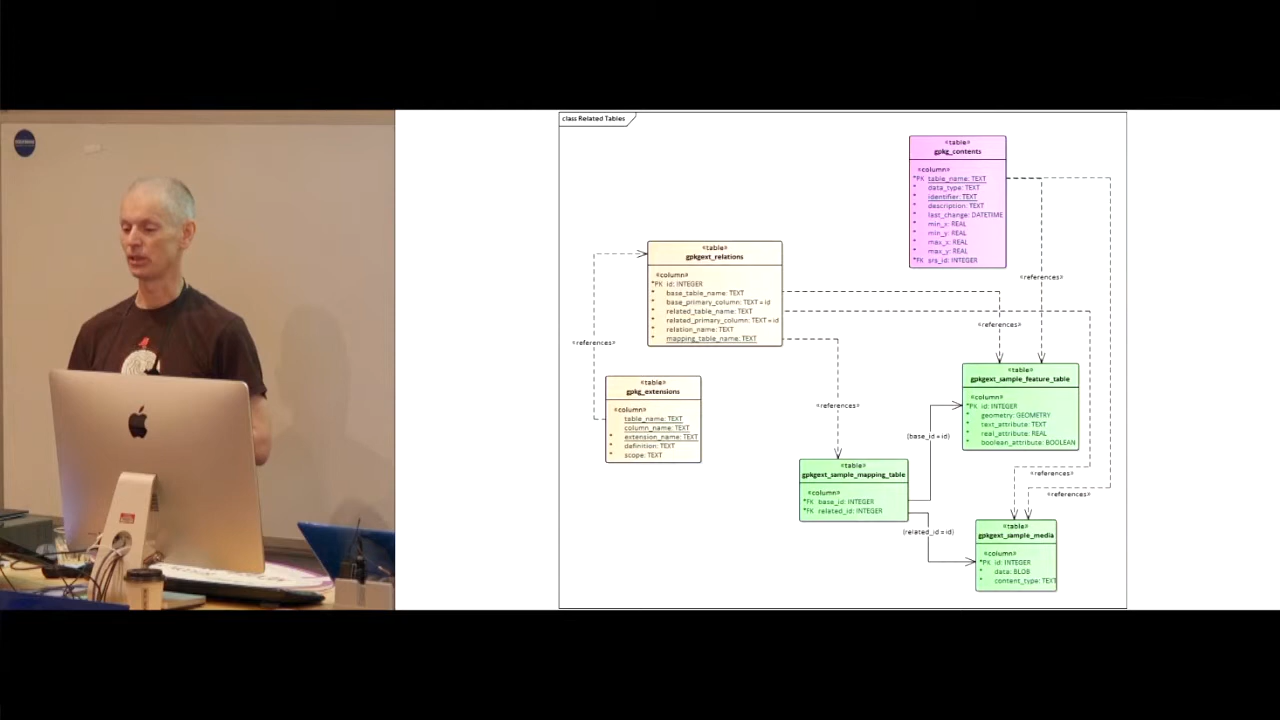 class Related Tables
«table»
gpkg_contents
«column»
*PK table_name: TEXT
* data_type: TEXT
* identifier: TEXT
* description: TEXT
* last_change: DATETIME
* min_x: REAL
* min_y: REAL
* max_x: REAL
* max_y: REAL
*FK srs_id: INTEGER
«references»
«table»
gpkgext_relations
«column»
*PK id: INTEGER
* base_table_name: TEXT
* base_primary_column: TEXT = id
* related_table_name: TEXT
* related_primary_column: TEXT = id
* relation_name: TEXT
* mapping_table_name: TEXT
«references»
«references»
«table»
gpkg_extensions
«column»
table_name: TEXT
column_name: TEXT
* extension_name: TEXT
* definition: TEXT
* scope: TEXT
«references»
«table»
gpkgext_sample_feature_table
«column»
*PK id: INTEGER
* geometry: GEOMETRY
* text_attribute: TEXT
* real_attribute: REAL
* boolean_attribute: BOOLEAN
(base_id = id)
«table»
gpkgext_sample_mapping_table
«column»
*FK base_id: INTEGER
*FK related_id: INTEGER
(related_id = id)
«references»
«references»
«table»
gpkgext_sample_media
«column»
*PK id: INTEGER
* data: BLOB
* content_type: TEXT